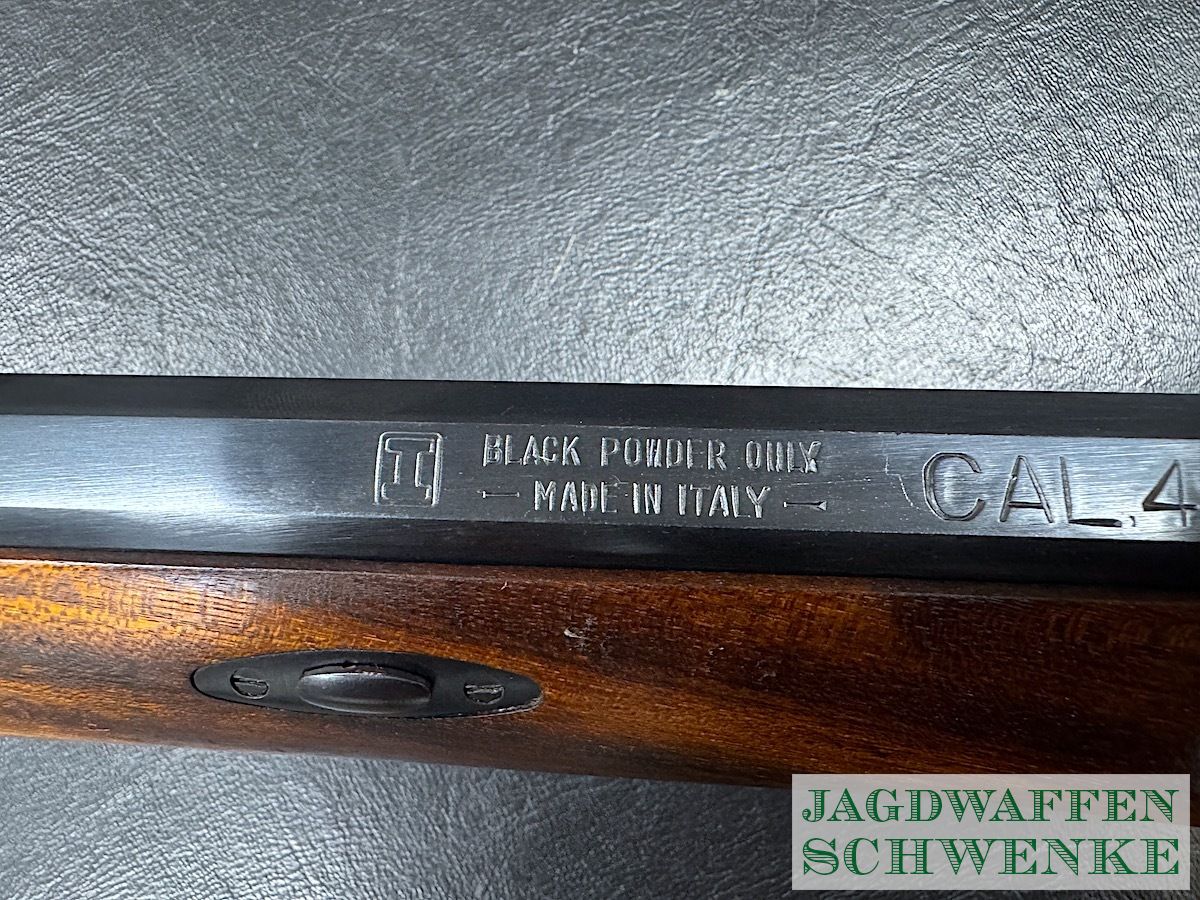 BLACK POWDER ONLY
MADE IN ITALY
CAL. 4
JAGDWAFFEN
SCHWENKE